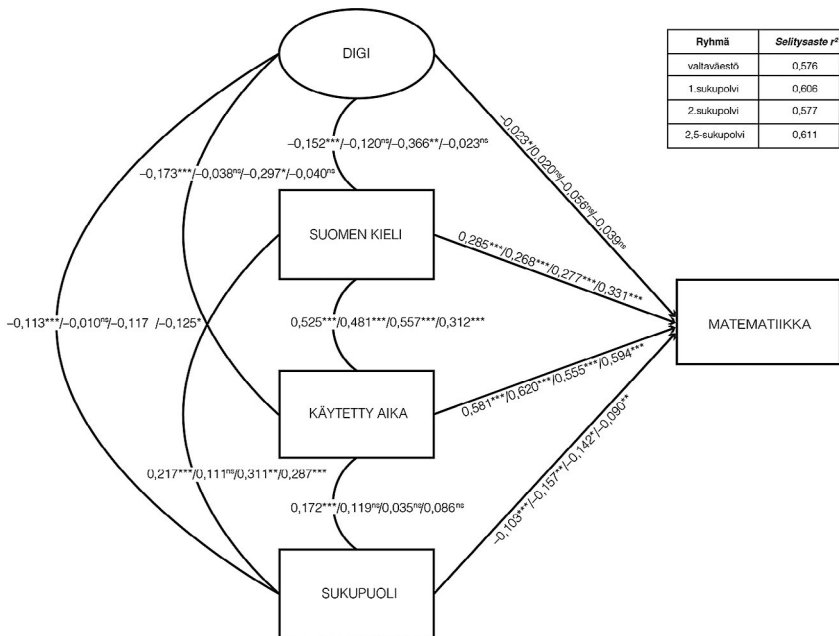 DIGI
Ryhmä Selitysaste r²
valtaväestö 0,576
1.sukupolvi 0,606
2.sukupolvi 0,577
2,5-sukupolvi 0,611
–0,152***/–0,120ⁿˢ/–0,366**/–0,023ⁿˢ
–0,023*/0,020ⁿˢ/–0,056ⁿˢ/–0,039ⁿˢ
–0,173***/–0,038ⁿˢ/–0,297*/–0,040ⁿˢ
SUOMEN KIELI
0,285***/0,268***/0,277***/0,331***
–0,113***/–0,010ⁿˢ/–0,117 /–0,125*
0,525***/0,481***/0,557***/0,312***
MATEMATIIKKA
KÄYTETTY AIKA
0,581***/0,620***/0,555***/0,594***
0,217***/0,111ⁿˢ/0,311**/0,287***
0,172***/0,119ⁿˢ/0,035ⁿˢ/0,086ⁿˢ
–0,103***/–0,157**/–0,142*/–0,090**
SUKUPUOLI